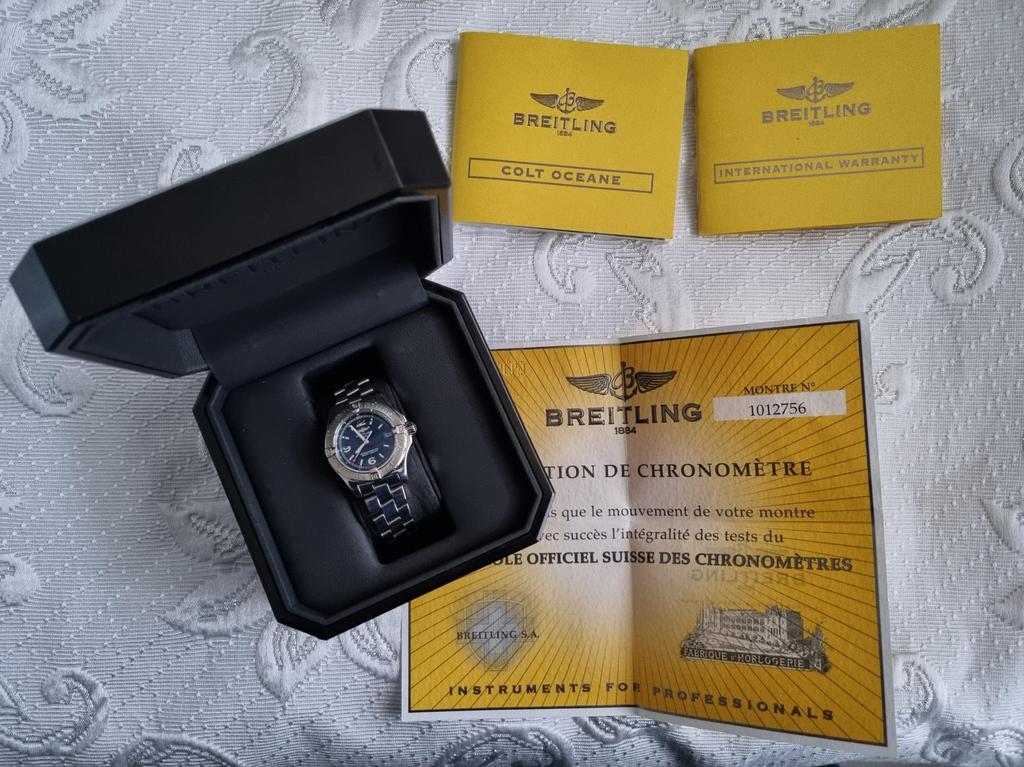 BREITLING
1884
COLT OCEANE
BREITLING
1884
INTERNATIONAL WARRANTY
BREITLING
1884
MONTRE N°
1012756
TION DE CHRONOMÈTRE
s que le mouvement de votre montre
vec succès l'intégralité des tests du
OLE OFFICIEL SUISSE DES CHRONOMÈTRES
BREITLING S.A.
FABRIQUE D'HORLOGERIE
INSTRUMENTS FOR PROFESSIONALS